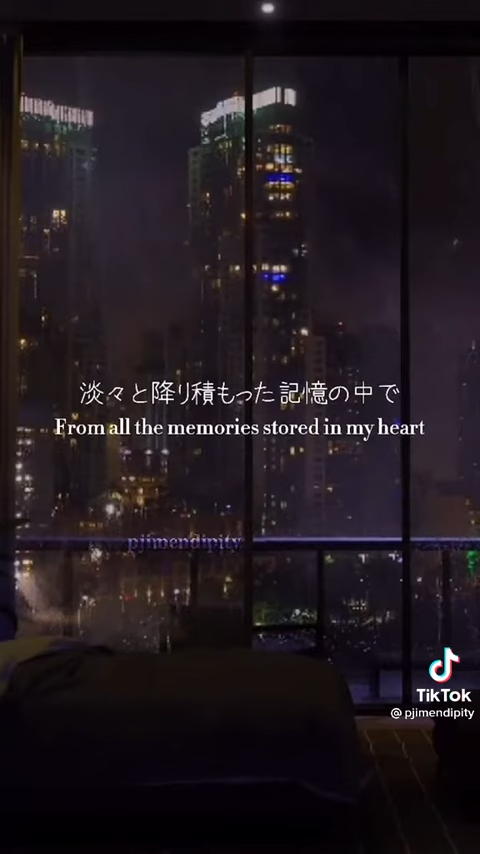 淡々と降り積もった記憶の中で
From all the memories stored in my heart
pjimendipity
TikTok
@pjimendipity